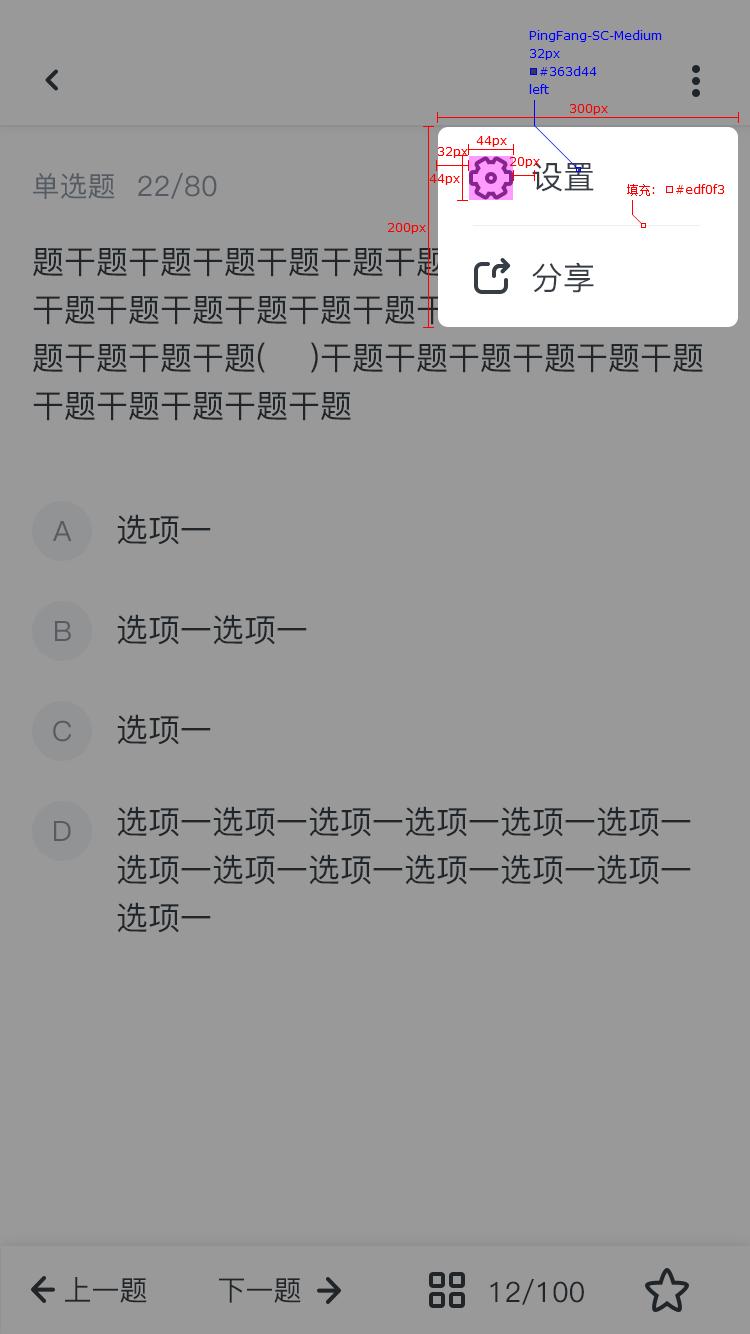 PingFang-SC-Medium
32px
#363d44
left
300px
44px
32px
20px
44px
设置
填充: #edf0f3
200px
分享
单选题 22/80
题干题干题干题干题干题干题
干题干题干题干题干题干题干
题干题干题干题(    )干题干题干题干题干题干题
干题干题干题干题干题
A 选项一
B 选项一选项一
C 选项一
D 选项一选项一选项一选项一选项一选项一
选项一选项一选项一选项一选项一选项一
选项一
上一题 下一题 12/100